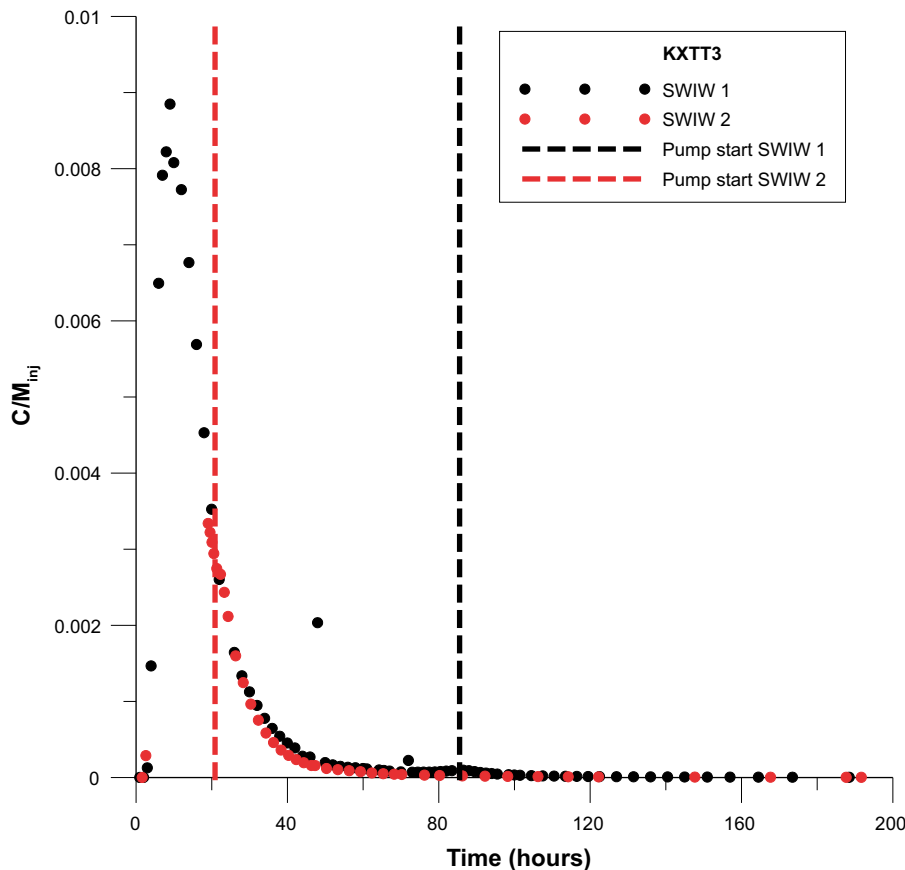 0.01
0.008
0.006
0.004
0.002
0
C/M_inj
KXTT3
SWIW 1
SWIW 2
Pump start SWIW 1
Pump start SWIW 2
0 40 80 120 160 200
Time (hours)